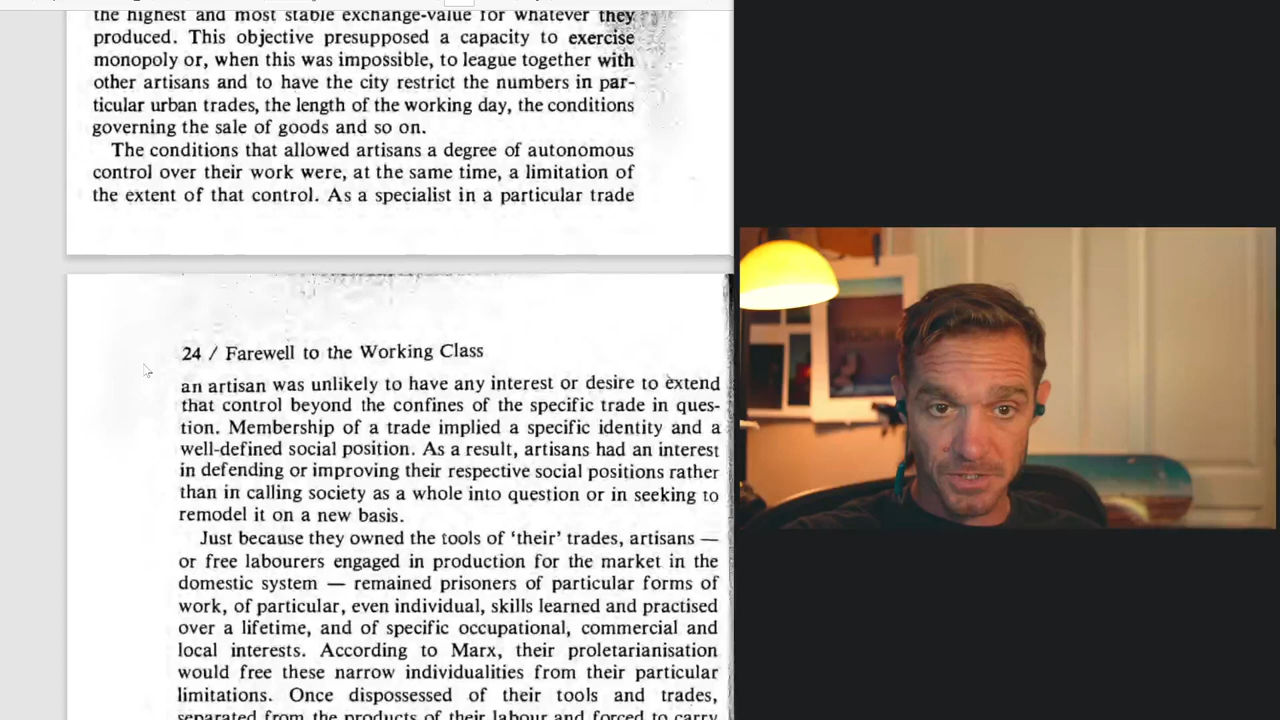 the highest and most stable exchange-value for whatever they
produced. This objective presupposed a capacity to exercise
monopoly or, when this was impossible, to league together with
other artisans and to have the city restrict the numbers in par-
ticular urban trades, the length of the working day, the conditions
governing the sale of goods and so on.
The conditions that allowed artisans a degree of autonomous
control over their work were, at the same time, a limitation of
the extent of that control. As a specialist in a particular trade
24 / Farewell to the Working Class
an artisan was unlikely to have any interest or desire to extend
that control beyond the confines of the specific trade in ques-
tion. Membership of a trade implied a specific identity and a
well-defined social position. As a result, artisans had an interest
in defending or improving their respective social positions rather
than in calling society as a whole into question or in seeking to
remodel it on a new basis.
Just because they owned the tools of 'their' trades, artisans —
or free labourers engaged in production for the market in the
domestic system — remained prisoners of particular forms of
work, of particular, even individual, skills learned and practised
over a lifetime, and of specific occupational, commercial and
local interests. According to Marx, their proletarianisation
would free these narrow individualities from their particular
limitations. Once dispossessed of their tools and trades,
separated from the products of their labour and forced to carry